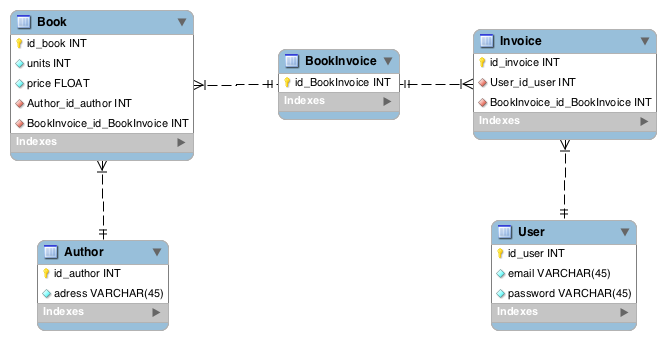 Book
id_book INT
units INT
price FLOAT
Author_id_author INT
BookInvoice_id_BookInvoice INT
Indexes
BookInvoice
id_BookInvoice INT
Indexes
Invoice
id_invoice INT
User_id_user INT
BookInvoice_id_BookInvoice INT
Indexes
Author
id_author INT
adress VARCHAR(45)
Indexes
User
id_user INT
email VARCHAR(45)
password VARCHAR(45)
Indexes